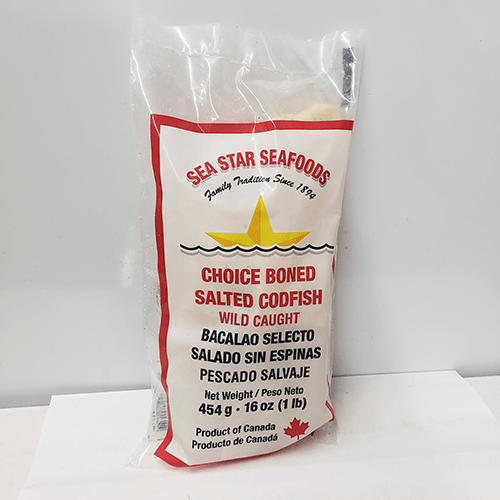 SEA STAR SEAFOODS
Family Tradition Since 1894
CHOICE BONED
SALTED CODFISH
WILD CAUGHT
BACALAO SELECTO
SALADO SIN ESPINAS
PESCADO SALVAJE
Net Weight / Peso Neto
454 g • 16 oz (1 lb)
Product of Canada
Producto de Canadá